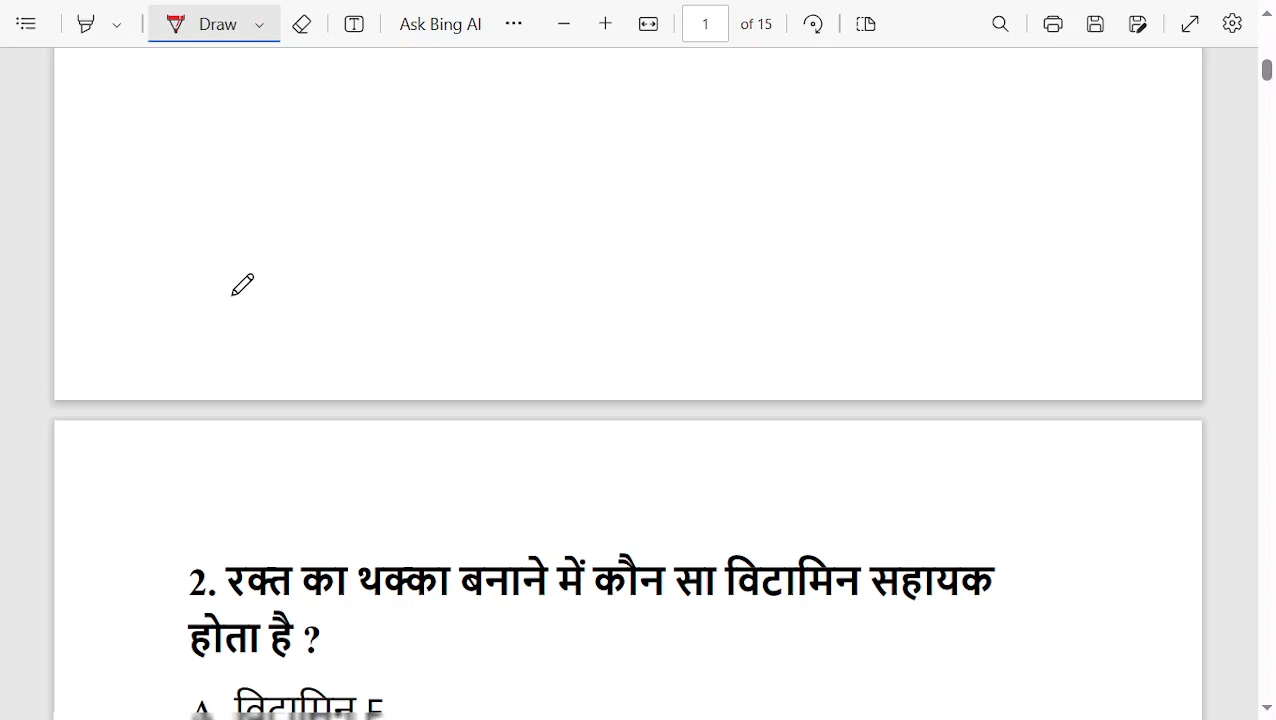 Draw
Ask Bing AI
1 of 15
2. रक्त का थक्का बनाने में कौन सा विटामिन सहायक
होता है ?
A. विटामिन E